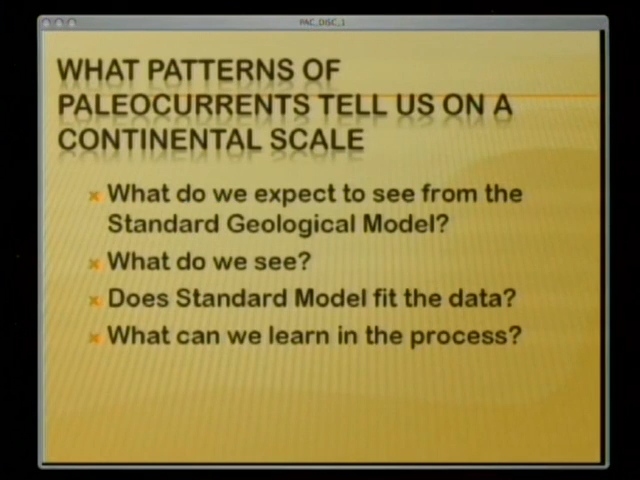 PAC_DISC_1
WHAT PATTERNS OF
PALEOCURRENTS TELL US ON A
CONTINENTAL SCALE
What do we expect to see from the
Standard Geological Model?
What do we see?
Does Standard Model fit the data?
What can we learn in the process?